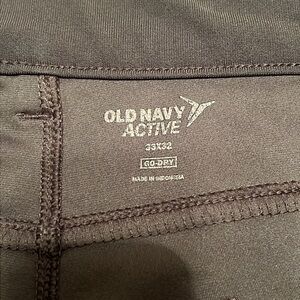 OLD NAVY
ACTIVE
33X32
GO-DRY
MADE IN INDONESIA